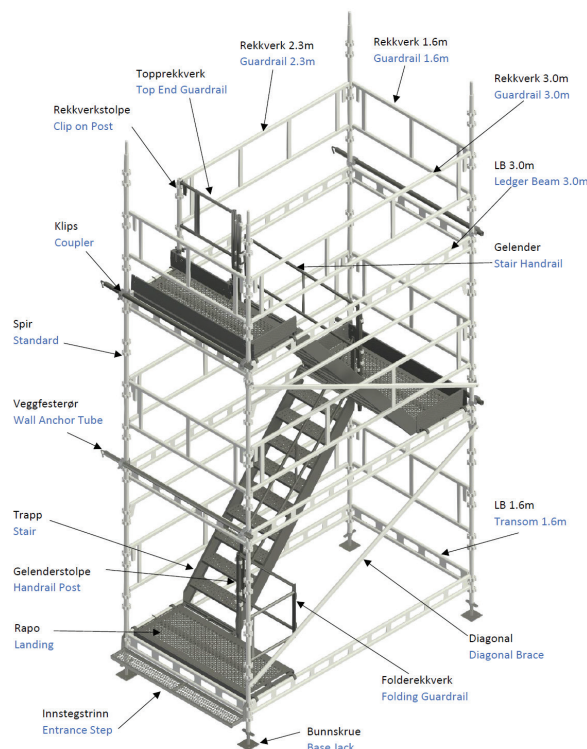 Rekkverk 2.3m
Guardrail 2.3m
Rekkverk 1.6m
Guardrail 1.6m
Topprekkverk
Top End Guardrail
Rekkverk 3.0m
Guardrail 3.0m
Rekkverkstolpe
Clip on Post
LB 3.0m
Ledger Beam 3.0m
Klips
Coupler
Gelender
Stair Handrail
Spir
Standard
Veggfesterør
Wall Anchor Tube
LB 1.6m
Transom 1.6m
Trapp
Stair
Gelenderstolpe
Handrail Post
Rapo
Landing
Diagonal
Diagonal Brace
Folderekkverk
Folding Guardrail
Innstegstrinn
Entrance Step
Bunnskrue
Base Jack